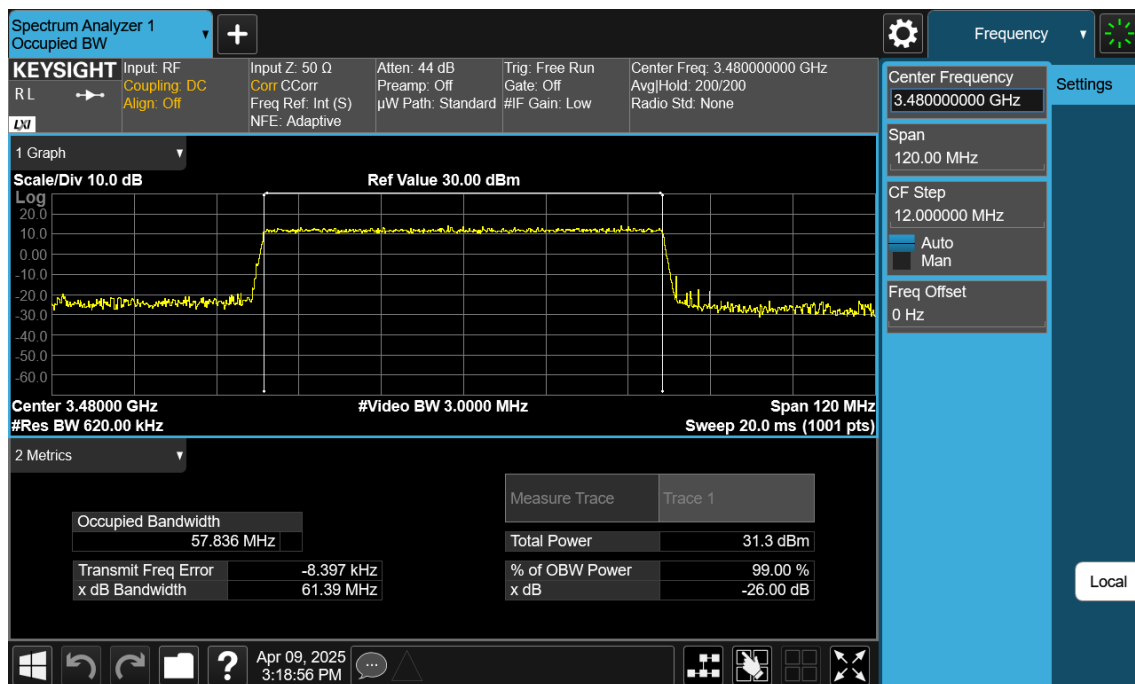 Spectrum Analyzer 1
Occupied BW
+
Frequency
KEYSIGHT
R L
LXI
Input: RF
Coupling: DC
Align: Off
Input Z: 50 Ω
Corr CCorr
Freq Ref: Int (S)
NFE: Adaptive
Atten: 44 dB
Preamp: Off
µW Path: Standard
Trig: Free Run
Gate: Off
#IF Gain: Low
Center Freq: 3.480000000 GHz
Avg|Hold: 200/200
Radio Std: None
Center Frequency
3.480000000 GHz
Settings
Span
120.00 MHz
CF Step
12.000000 MHz
Auto
Man
Freq Offset
0 Hz
Local
1 Graph
Scale/Div 10.0 dB
Ref Value 30.00 dBm
Log
20.0
10.0
0.00
-10.0
-20.0
-30.0
-40.0
-50.0
-60.0
Center 3.48000 GHz
#Video BW 3.0000 MHz
Span 120 MHz
#Res BW 620.00 kHz
Sweep 20.0 ms (1001 pts)
2 Metrics
Measure Trace
Trace 1
Occupied Bandwidth
57.836 MHz
Total Power
31.3 dBm
Transmit Freq Error
-8.397 kHz
% of OBW Power
99.00 %
x dB Bandwidth
61.39 MHz
x dB
-26.00 dB
?
Apr 09, 2025
3:18:56 PM